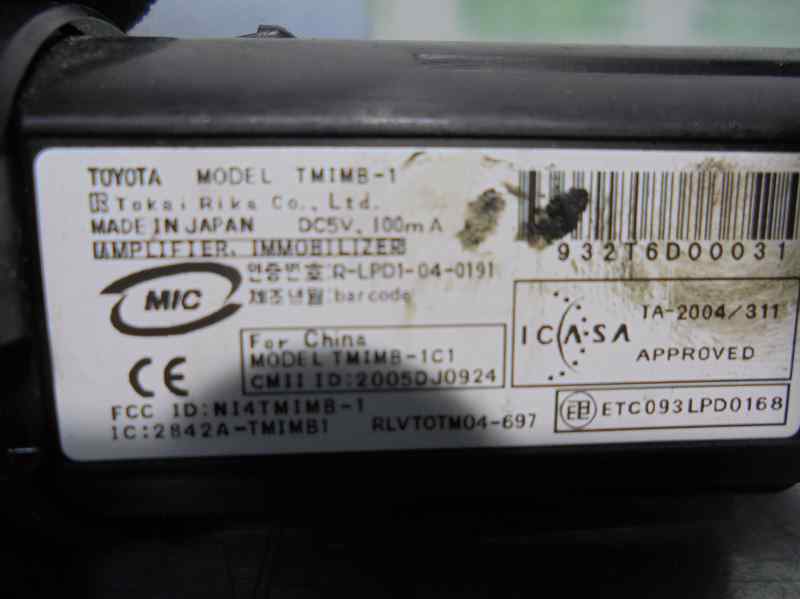 TOYOTA MODEL TMIMB-1
Tokai Rika Co., Ltd.
MADE IN JAPAN DC5V, 100mA
AMPLIFIER, IMMOBILIZER
932T6D00031
MIC
인증번호:R-LPD1-04-0191
제조년월:barcode
For China
MODEL TMIMB-1C1
CMII ID:2005DJ0924
ICASA
TA-2004/311
APPROVED
CE
FCC ID:NI4TMIMB-1
IC:2842A-TMIMB1
RLVTOTM04-697
ETC093LPD0168